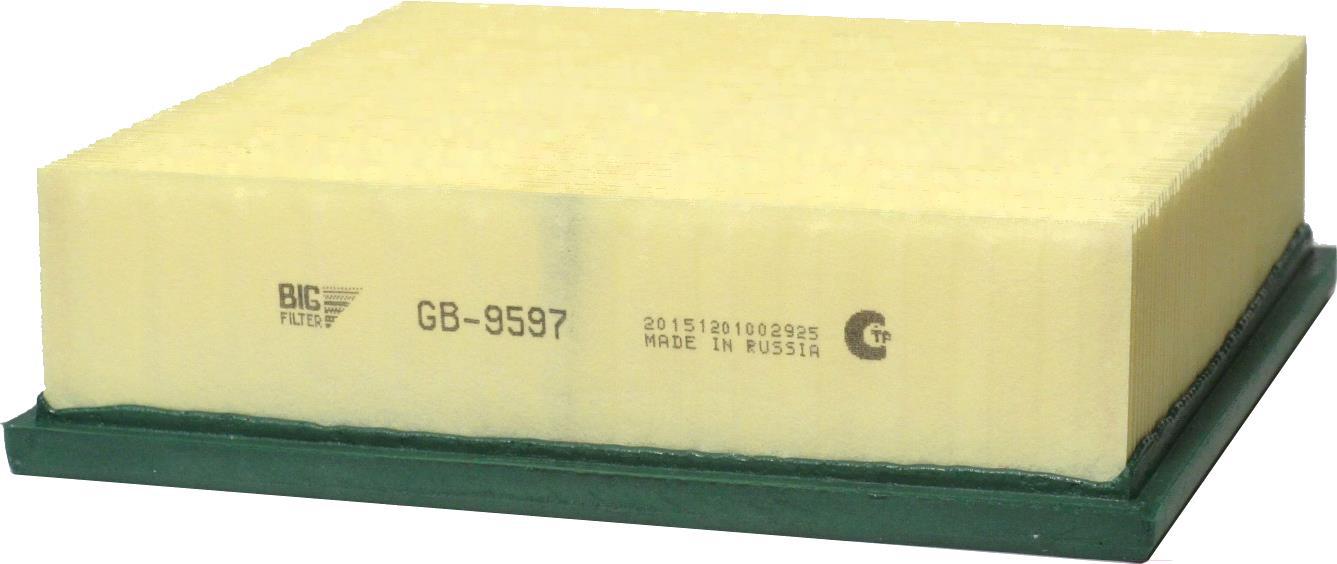 BIG
FILTER
GB-9597
20151201002925
MADE IN RUSSIA